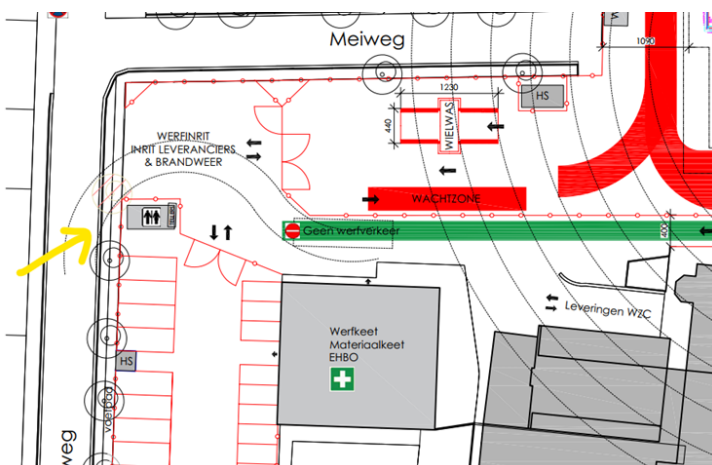 Meiweg
1090
1230
HS
WERFINRIT
INRIT LEVERANCIERS
& BRANDWEER
440
WIELWAS
WACHTZONE
Geen werfverkeer
400
Leveringen WZC
Werfkeet
Materiaalkeet
EHBO
HS
voetpad
weg